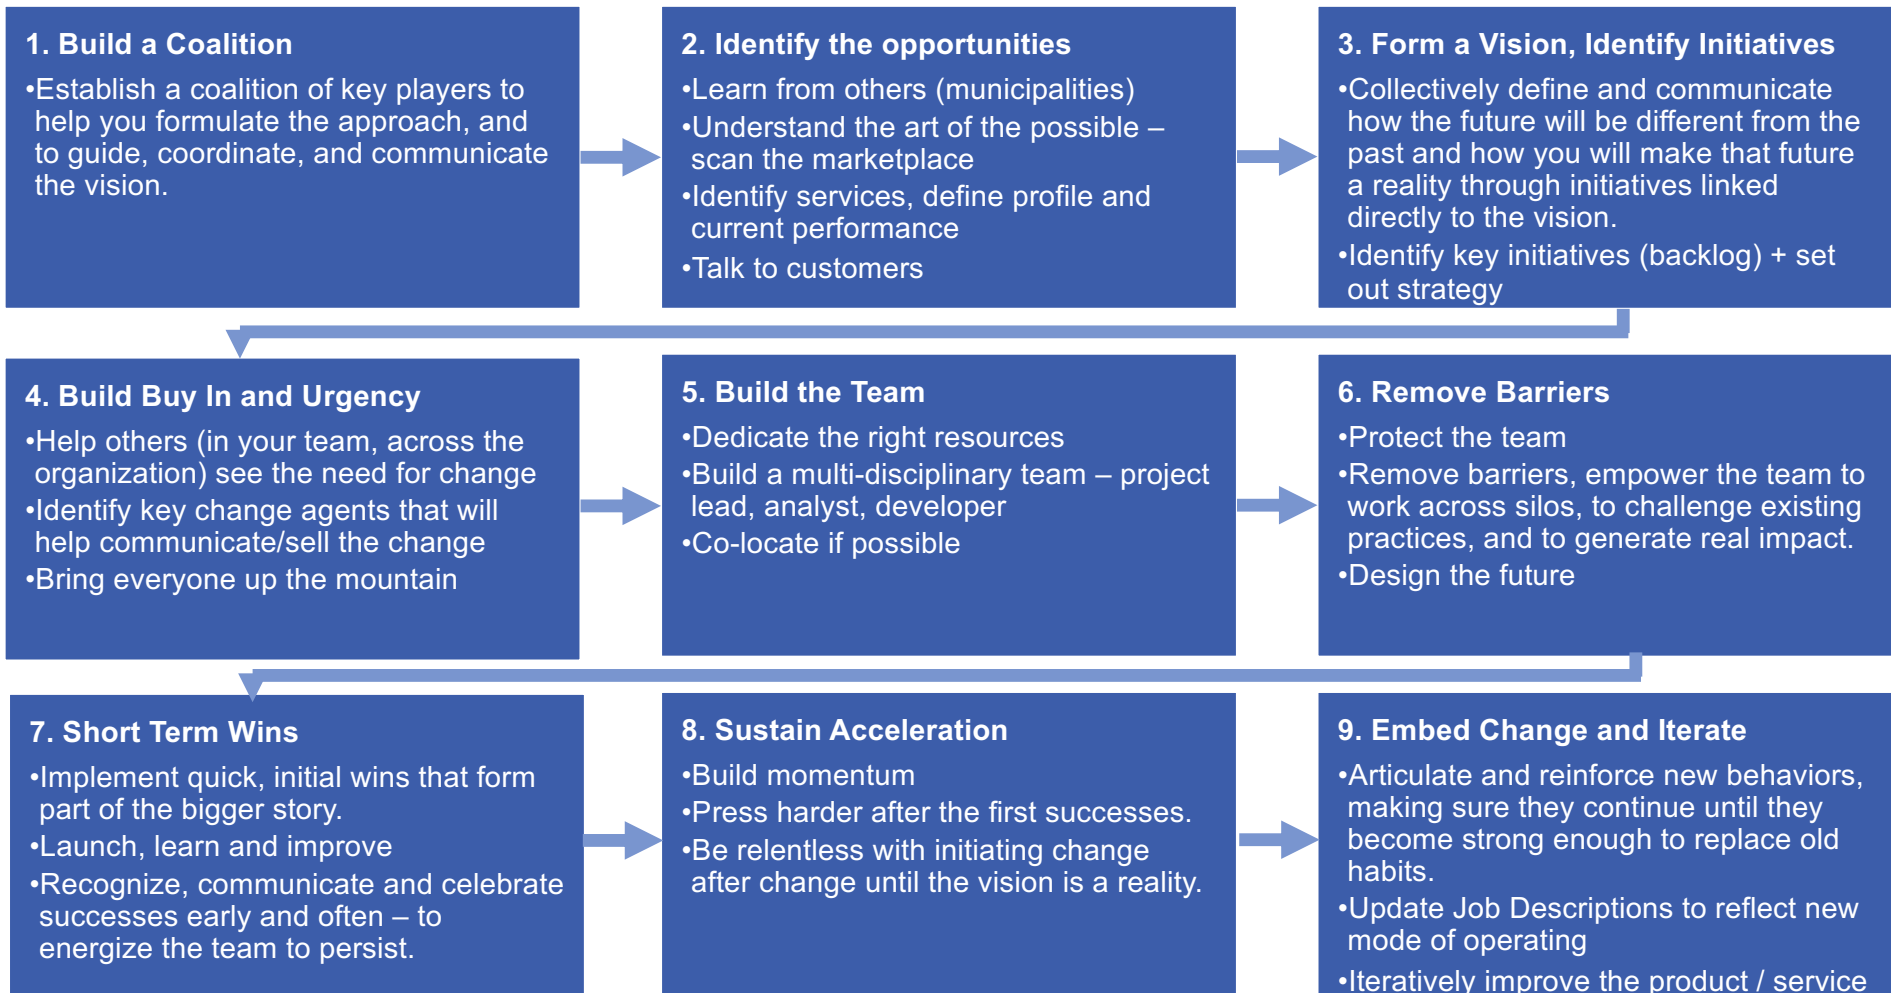 1. Build a Coalition
•Establish a coalition of key players to
help you formulate the approach, and
to guide, coordinate, and communicate
the vision.
2. Identify the opportunities
•Learn from others (municipalities)
•Understand the art of the possible –
scan the marketplace
•Identify services, define profile and
current performance
•Talk to customers
3. Form a Vision, Identify Initiatives
•Collectively define and communicate
how the future will be different from the
past and how you will make that future
a reality through initiatives linked
directly to the vision.
•Identify key initiatives (backlog) + set
out strategy
4. Build Buy In and Urgency
•Help others (in your team, across the
organization) see the need for change
•Identify key change agents that will
help communicate/sell the change
•Bring everyone up the mountain
5. Build the Team
•Dedicate the right resources
•Build a multi-disciplinary team – project
lead, analyst, developer
•Co-locate if possible
6. Remove Barriers
•Protect the team
•Remove barriers, empower the team to
work across silos, to challenge existing
practices, and to generate real impact.
•Design the future
7. Short Term Wins
•Implement quick, initial wins that form
part of the bigger story.
•Launch, learn and improve
•Recognize, communicate and celebrate
successes early and often – to
energize the team to persist.
8. Sustain Acceleration
•Build momentum
•Press harder after the first successes.
•Be relentless with initiating change
after change until the vision is a reality.
9. Embed Change and Iterate
•Articulate and reinforce new behaviors,
making sure they continue until they
become strong enough to replace old
habits.
•Update Job Descriptions to reflect new
mode of operating
•Iteratively improve the product / service